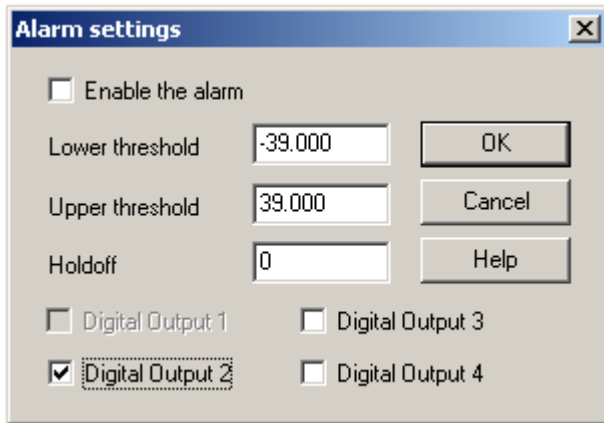 Alarm settings
Enable the alarm
Lower threshold -39.000 OK
Upper threshold 39.000 Cancel
Holdoff 0 Help
Digital Output 1 Digital Output 3
Digital Output 2 Digital Output 4